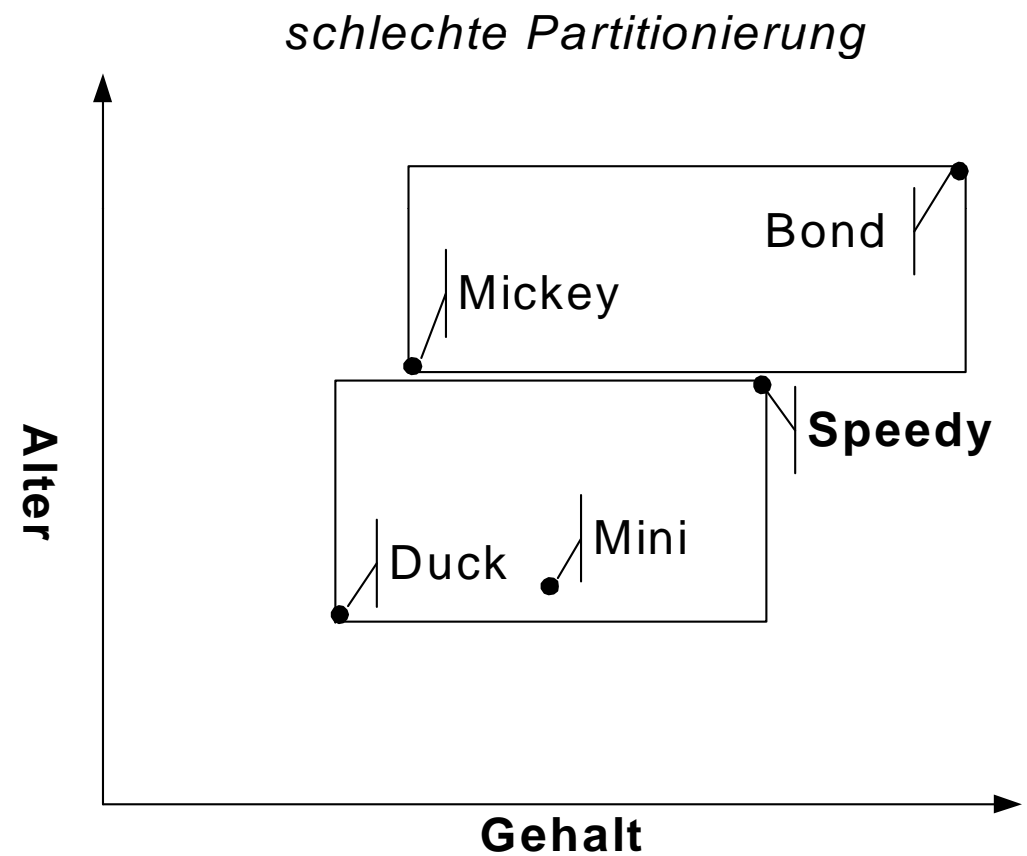 schlechte Partitionierung
Bond
Mickey
Speedy
Alter
Mini
Duck
Gehalt